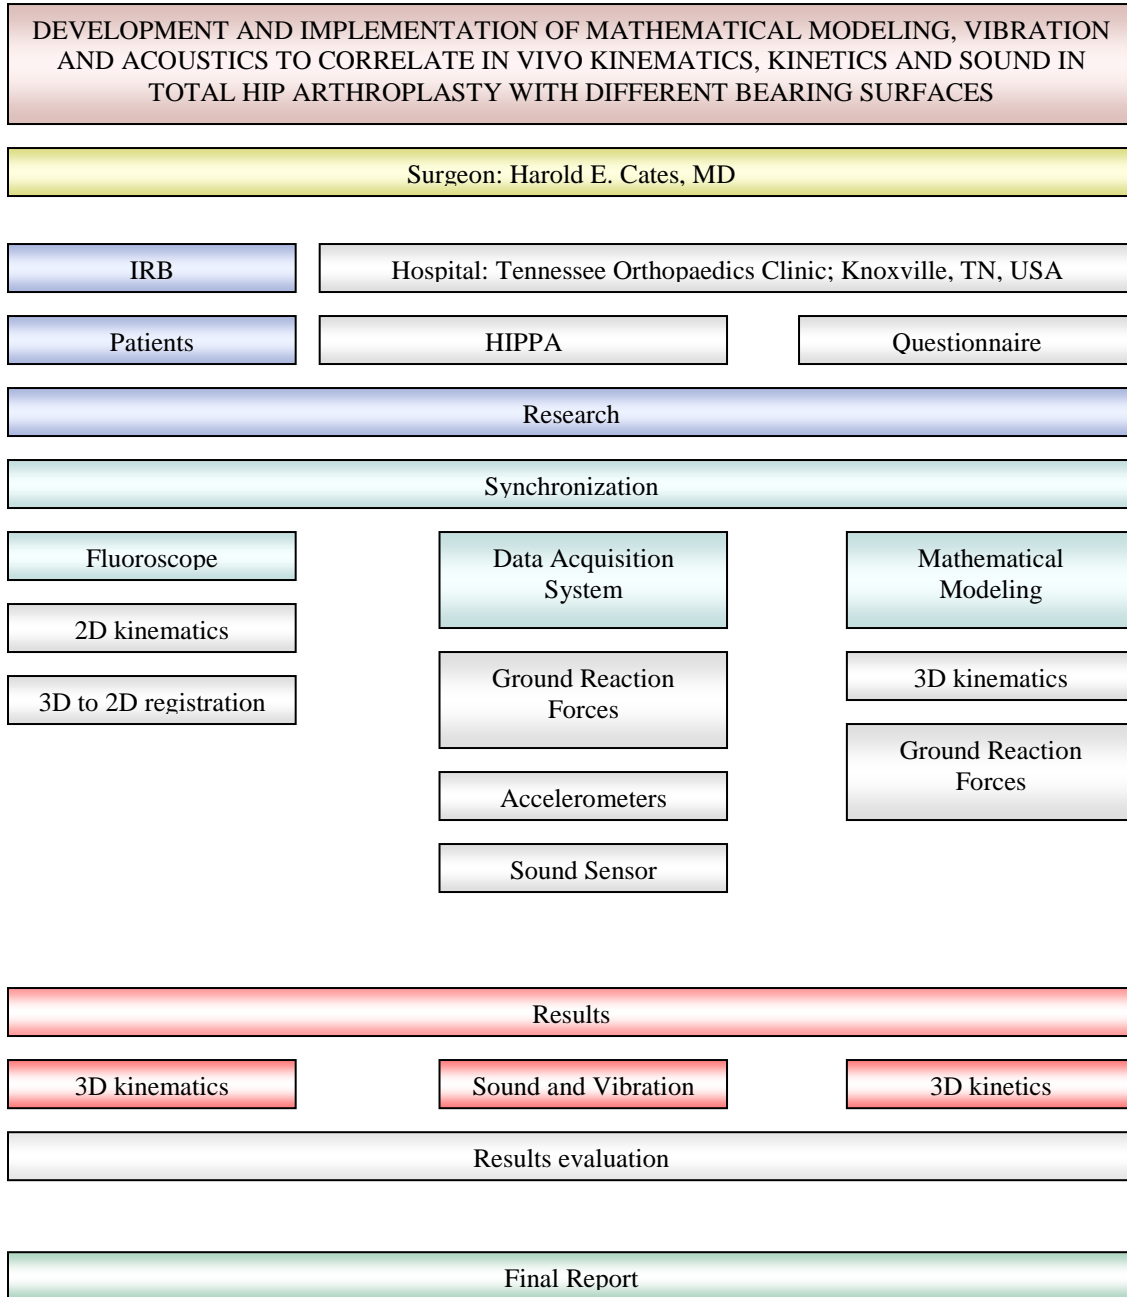 DEVELOPMENT AND IMPLEMENTATION OF MATHEMATICAL MODELING, VIBRATION
AND ACOUSTICS TO CORRELATE IN VIVO KINEMATICS, KINETICS AND SOUND IN
TOTAL HIP ARTHROPLASTY WITH DIFFERENT BEARING SURFACES
Surgeon: Harold E. Cates, MD
IRB
Hospital: Tennessee Orthopaedics Clinic; Knoxville, TN, USA
Patients
HIPPA
Questionnaire
Research
Synchronization
Fluoroscope
2D kinematics
3D to 2D registration
Data Acquisition
System
Ground Reaction
Forces
Accelerometers
Sound Sensor
Mathematical
Modeling
3D kinematics
Ground Reaction
Forces
Results
3D kinematics
Sound and Vibration
3D kinetics
Results evaluation
Final Report